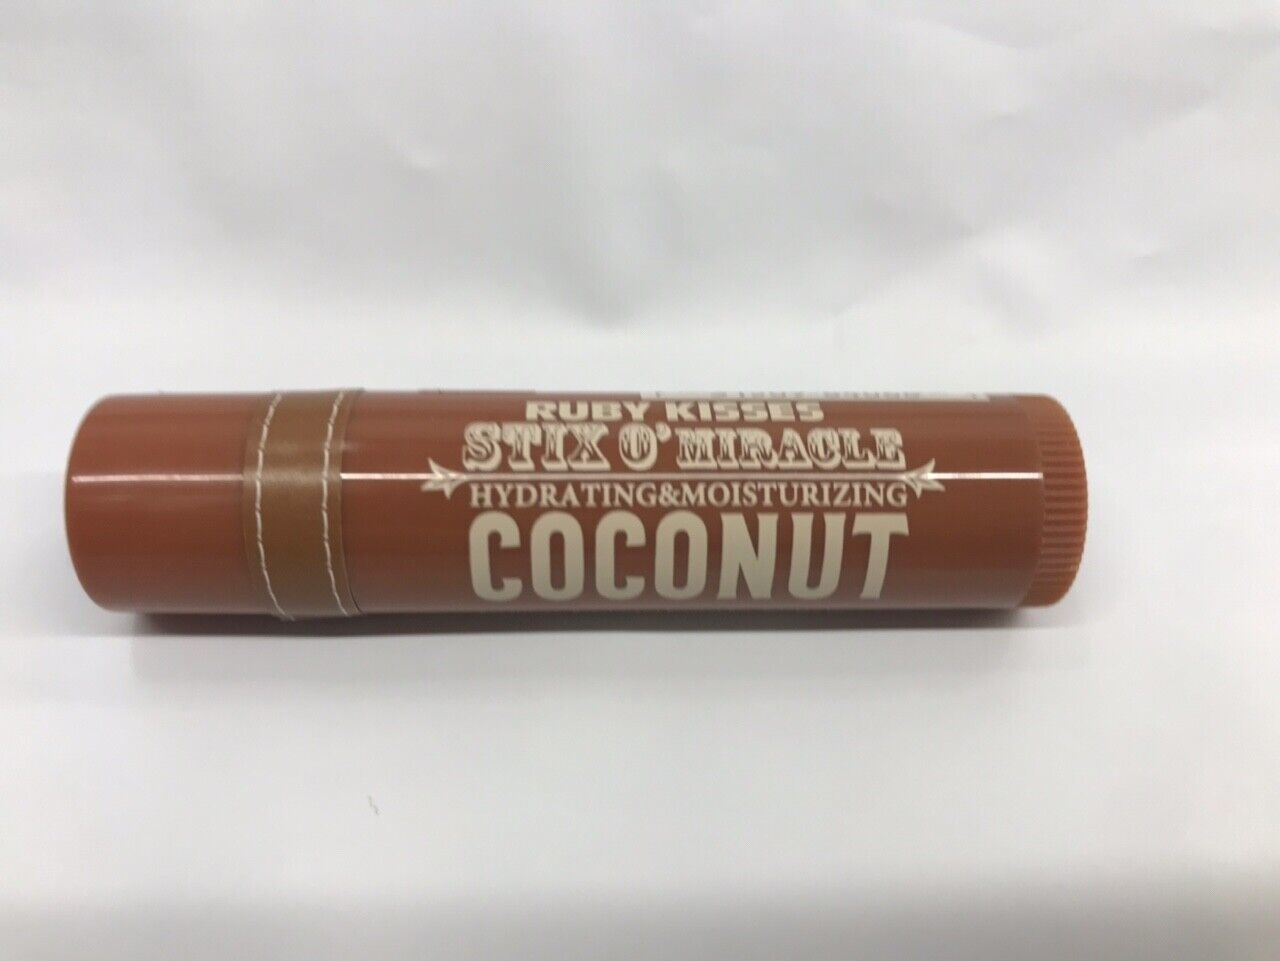 RUBY KISSES
STIX O' MIRACLE
HYDRATING&MOISTURIZING
COCONUT